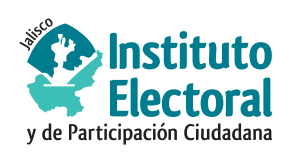 Jalisco
Instituto
Electoral
y de Participación Ciudadana